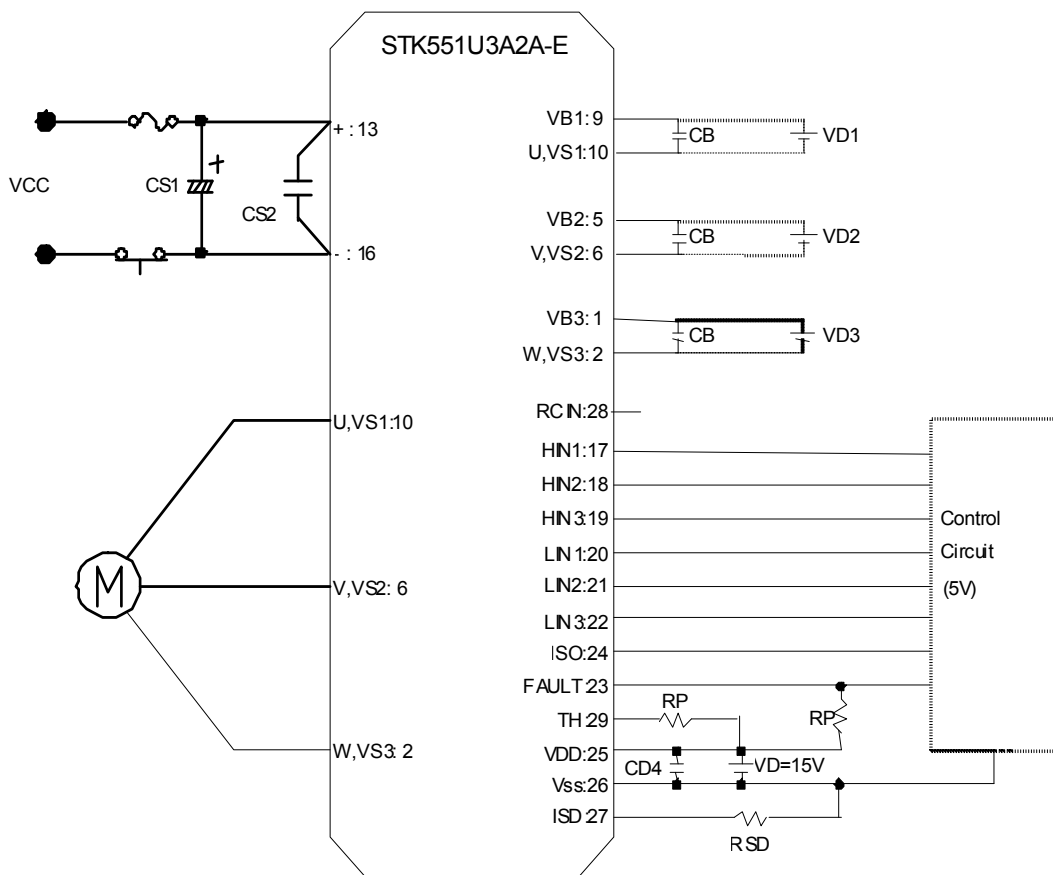 STK551U3A2A-E
VCC
CS1
+
CS2
+ : 13
- : 16
U,VS1:10
M
V,VS2: 6
W,VS3: 2
VB1: 9
U,VS1:10
CB
VD1
VB2: 5
V,VS2: 6
CB
VD2
VB3: 1
W,VS3: 2
CB
VD3
RCIN:28
HIN1:17
HIN2:18
HIN3:19
LIN1:20
LIN2:21
LIN3:22
ISO:24
FAULT:23
TH:29
VDD:25
Vss:26
ISD:27
Control
Circuit
(5V)
RP
RP
CD4
VD=15V
RSD